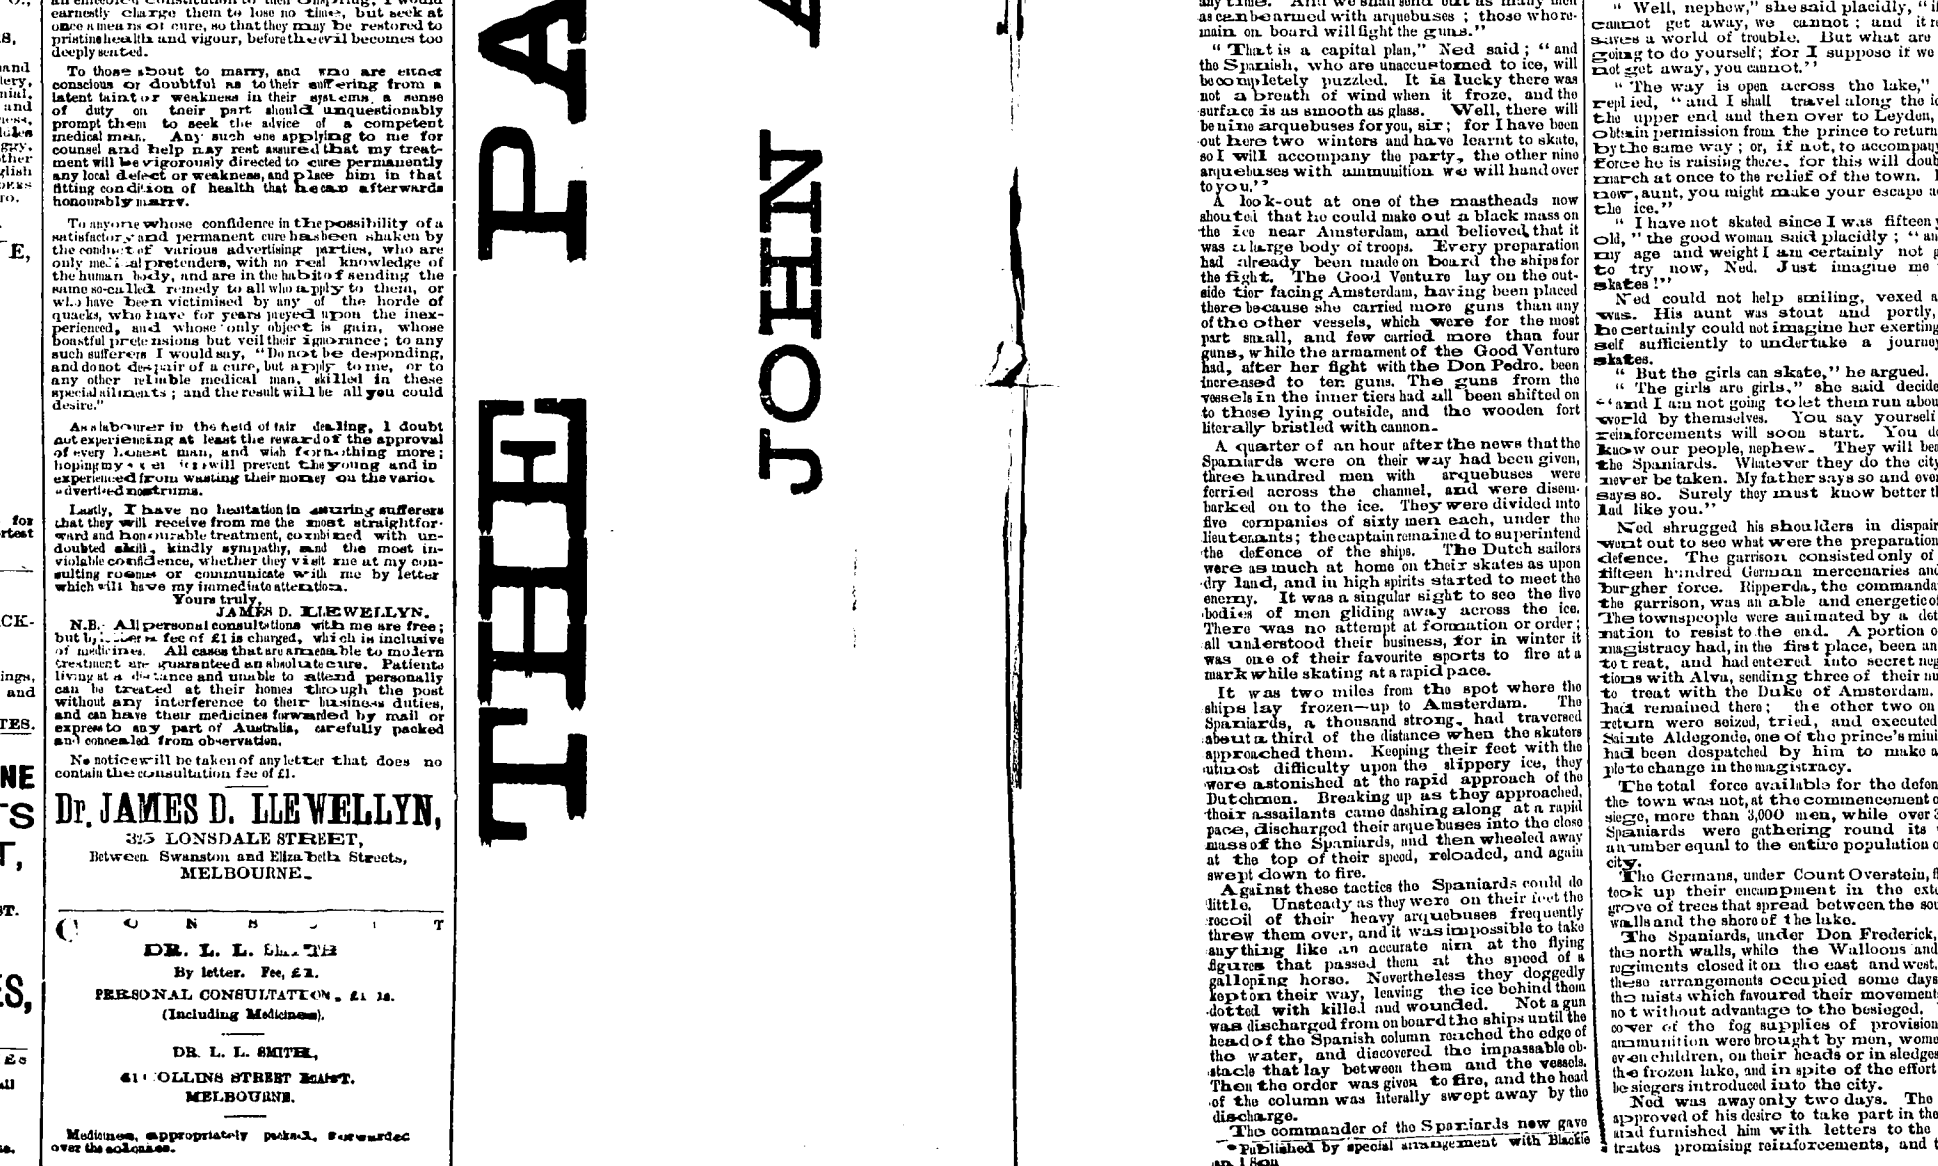 earnestly charge them to lose no time, but seek at
once a means of cure, so that they may be restored to
pristine health and vigour, before the evil becomes too
deeply seated.
To those about to marry, and who are either
conscious or doubtful as to their suffering from a
latent taint or weakness in their systems, a sense
of duty on their part should unquestionably
prompt them to seek the advice of a competent
medical man. Any such one applying to me for
counsel and help may rest assured that my treat-
ment will be vigorously directed to cure permanently
any local defect or weakness, and place him in that
fitting condition of health that he can afterwards
honourably marry.
To anyone whose confidence in the possibility of a
satisfactory and permanent cure has been shaken by
the conduct of various advertising parties, who are
only medical pretenders, with no real knowledge of
the human body, and are in the habit of sending the
same so-called remedy to all who apply to them, or
who have been victimised by any of the horde of
quacks, who have for years preyed upon the inex-
perienced, and whose only object is gain, whose
boastful pretensions but veil their ignorance; to any
such sufferers I would say, "Do not be desponding,
and do not despair of a cure, but apply to me, or to
any other reliable medical man, skilled in these
special ailments; and the result will be all you could
desire."
As a labourer in the field of fair dealing, I doubt
not experiencing at least the reward of the approval
of every honest man, and wish for nothing more;
hoping my will prevent the young and in
experienced from wasting their money on the variou
advertised nostrums.
Lastly, I have no hesitation in assuring sufferers
that they will receive from me the most straightfor-
ward and honourable treatment, combined with un-
doubted skill, kindly sympathy, and the most in-
violable confidence, whether they visit me at my con-
sulting rooms or communicate with me by letter
which will have my immediate attention.
Yours truly,
JAMES D. LLEWELLYN.
N.B.—All personal consultations with me are free;
but by letter a fee of £1 is charged, which is inclusive
of medicines. All cases that are amenable to modern
treatment are guaranteed an absolute cure. Patients
living at a distance and unable to attend personally
can be treated at their homes through the post
without any interference to their business duties,
and can have their medicines forwarded by mail or
express to any part of Australia, carefully packed
and concealed from observation.
No notice will be taken of any letter that does no
contain the consultation fee of £1.
Dr. JAMES D. LLEWELLYN,
325 LONSDALE STREET,
Between Swanston and Elizabeth Streets,
MELBOURNE.
C O N S T
DR. L. L. SMITH
By letter. Fee, £1.
PERSONAL CONSULTATION, £1 1s.
(Including Medicines).
DR. L. L. SMITH,
OLLINS STREET EAST.
MELBOURNE.
Medicines, appropriately packed, forwarded
over the colonies.
THE PA
JOHN A
any times. And we shall send out as many men
as can be armed with arquebuses; those who re-
main on board will fight the guns."
"That is a capital plan," Ned said; "and
the Spanish, who are unaccustomed to ice, will
be completely puzzled. It is lucky there was
not a breath of wind when it froze, and the
surface is as smooth as glass. Well, there will
be nine arquebuses for you, sir; for I have been
out here two winters and have learnt to skate,
so I will accompany the party, the other nine
arquebuses with ammunition we will hand over
to you."
A look-out at one of the mastheads now
shouted that he could make out a black mass on
the ice near Amsterdam, and believed that it
was a large body of troops. Every preparation
had already been made on board the ships for
the fight. The Good Venture lay on the out-
side tier facing Amsterdam, having been placed
there because she carried more guns than any
of the other vessels, which were for the most
part small, and few carried more than four
guns, while the armament of the Good Venture
had, after her fight with the Don Pedro, been
increased to ten guns. The guns from the
vessels in the inner tiers had all been shifted on
to those lying outside, and the wooden fort
literally bristled with cannon.
A quarter of an hour after the news that the
Spaniards were on their way had been given,
three hundred men with arquebuses were
ferried across the channel, and were disem-
barked on to the ice. They were divided into
five companies of sixty men each, under the
lieutenants; the captain remained to superintend
the defence of the ships. The Dutch sailors
were as much at home on their skates as upon
dry land, and in high spirits started to meet the
enemy. It was a singular sight to see the five
bodies of men gliding away across the ice.
There was no attempt at formation or order;
all understood their business, for in winter it
was one of their favourite sports to fire at a
mark while skating at a rapid pace.
It was two miles from the spot where the
ships lay frozen—up to Amsterdam. The
Spaniards, a thousand strong, had traversed
about a third of the distance when the skaters
approached them. Keeping their feet with the
utmost difficulty upon the slippery ice, they
were astonished at the rapid approach of the
Dutchmen. Breaking up as they approached,
their assailants came dashing along at a rapid
pace, discharged their arquebuses into the close
mass of the Spaniards, and then wheeled away
at the top of their speed, reloaded, and again
swept down to fire.
Against these tactics the Spaniards could do
little. Unsteady as they were on their feet the
recoil of their heavy arquebuses frequently
threw them over, and it was impossible to take
anything like an accurate aim at the flying
figures that passed them at the speed of a
galloping horse. Nevertheless they doggedly
kept on their way, leaving the ice behind them
dotted with killed and wounded. Not a gun
was discharged from on board the ships until the
head of the Spanish column reached the edge of
the water, and discovered the impassable ob-
stacle that lay between them and the vessels.
Then the order was given to fire, and the head
of the column was literally swept away by the
discharge.
The commander of the Spaniards now gave
*Published by special arrangement with Blackie
"Well, nephew," she said placidly, "if
cannot get away, we cannot; and it
saves a world of trouble. But what are
going to do yourself; for I suppose if we
not get away, you cannot."
"The way is open across the lake,"
replied, "and I shall travel along the
the upper end and then over to Leyden,
obtain permission from the prince to return
by the same way; or, if not, to accompany
force he is raising there, for this will
march at once to the relief of the town.
now, aunt, you might make your escape
the ice."
"I have not skated since I was fifteen
old," the good woman said placidly;
my age and weight I am certainly not
to try now, Ned. Just imagine me
skates!"
Ned could not help smiling, vexed
was. His aunt was stout and portly,
he certainly could not imagine her exerting
self sufficiently to undertake a journey
skates.
"But the girls can skate," he argued.
"The girls are girls," she said
"and I am not going to let them run
world by themselves. You say yourself
reinforcements will soon start. You
know our people, nephew. They will
the Spaniards. Whatever they do the city
never be taken. My father says so and
says so. Surely they must know better
lad like you."
Ned shrugged his shoulders in despair
went out to see what were the preparation
defence. The garrison consisted only of
fifteen hundred German mercenaries and
burgher force. Ripperda, the
the garrison, was an able and energetic
The townspeople were animated by a
mination to resist to the end. A portion
magistracy had, in the first place, been
to treat, and had entered into secret
tions with Alva, sending three of their
to treat with the Duke of Amsterdam.
had remained there; the other two on
return were seized, tried, and executed
Sainte Aldegonde, one of the prince's
had been despatched by him to make
plete change in the magistracy.
The total force available for the
the town was not, at the commencement
siege, more than 3,000 men, while over
Spaniards were gathering round its
a number equal to the entire population
city.
The Germans, under Count Overstein,
took up their encampment in the
grove of trees that spread between the
walls and the shore of the lake.
The Spaniards, under Don Frederick,
the north walls, while the Walloons and
regiments closed it on the east and west,
these arrangements occupied some days
the mists which favoured their movement
not without advantage to the besieged.
cover of the fog supplies of provision
ammunition were brought by men,
even children, on their heads or in sledges
the frozen lake, and in spite of the effort
besiegers introduced into the city.
Ned was away only two days. The
approved of his desire to take part in the
and furnished him with letters to the
trates promising reinforcements, and